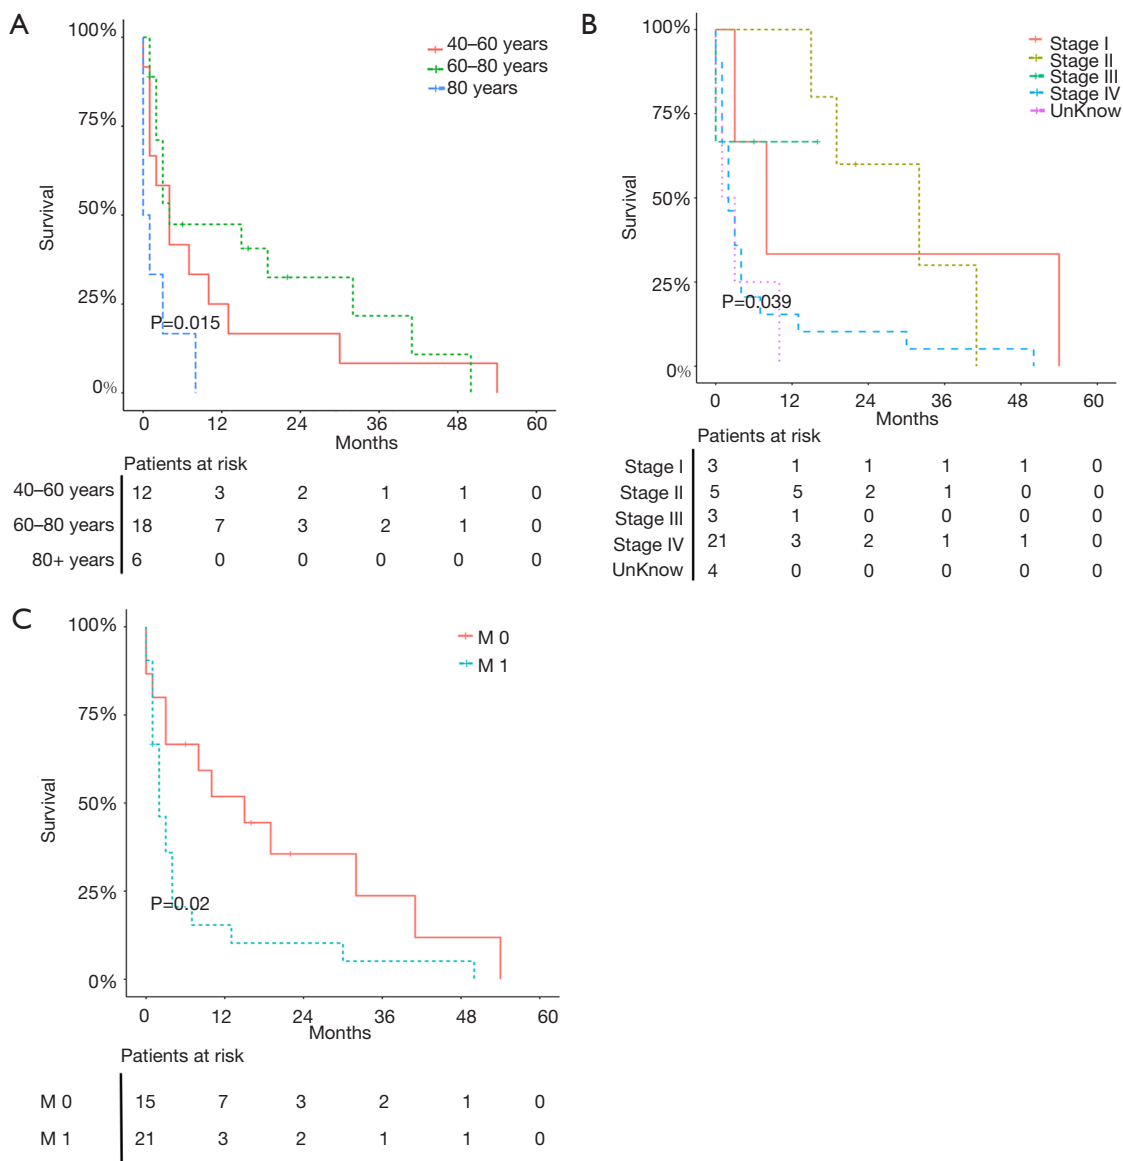 A
100%
75%
50%
25%
0%
Survival
40–60 years
60–80 years
80 years
P=0.015
0 12 24 36 48 60
Months
Patients at risk
40–60 years 12 3 2 1 1 0
60–80 years 18 7 3 2 1 0
80+ years 6 0 0 0 0 0
B
100%
75%
50%
25%
0%
Survival
Stage I
Stage II
Stage III
Stage IV
UnKnow
P=0.039
0 12 24 36 48 60
Months
Patients at risk
Stage I 3 1 1 1 1 0
Stage II 5 5 2 1 0 0
Stage III 3 1 0 0 0 0
Stage IV 21 3 2 1 1 0
UnKnow 4 0 0 0 0 0
C
100%
75%
50%
25%
0%
Survival
M 0
M 1
P=0.02
0 12 24 36 48 60
Months
Patients at risk
M 0 15 7 3 2 1 0
M 1 21 3 2 1 1 0